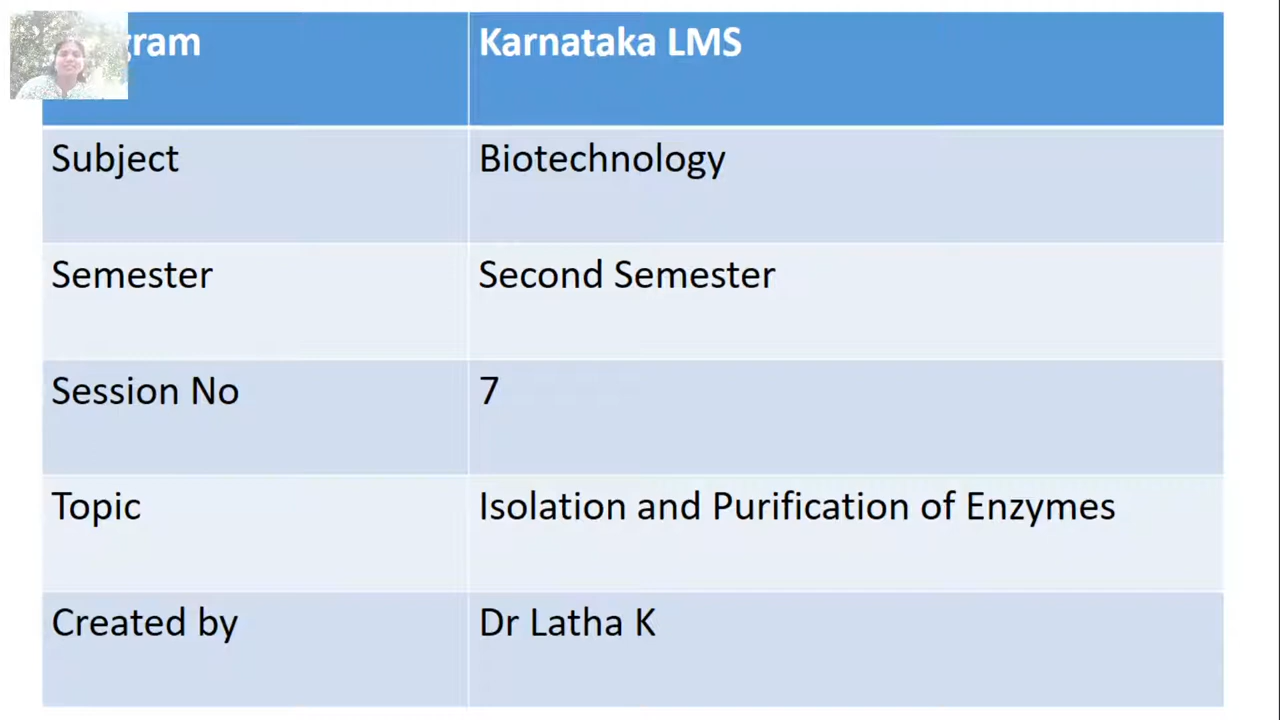 gram Karnataka LMS
Subject Biotechnology
Semester Second Semester
Session No 7
Topic Isolation and Purification of Enzymes
Created by Dr Latha K